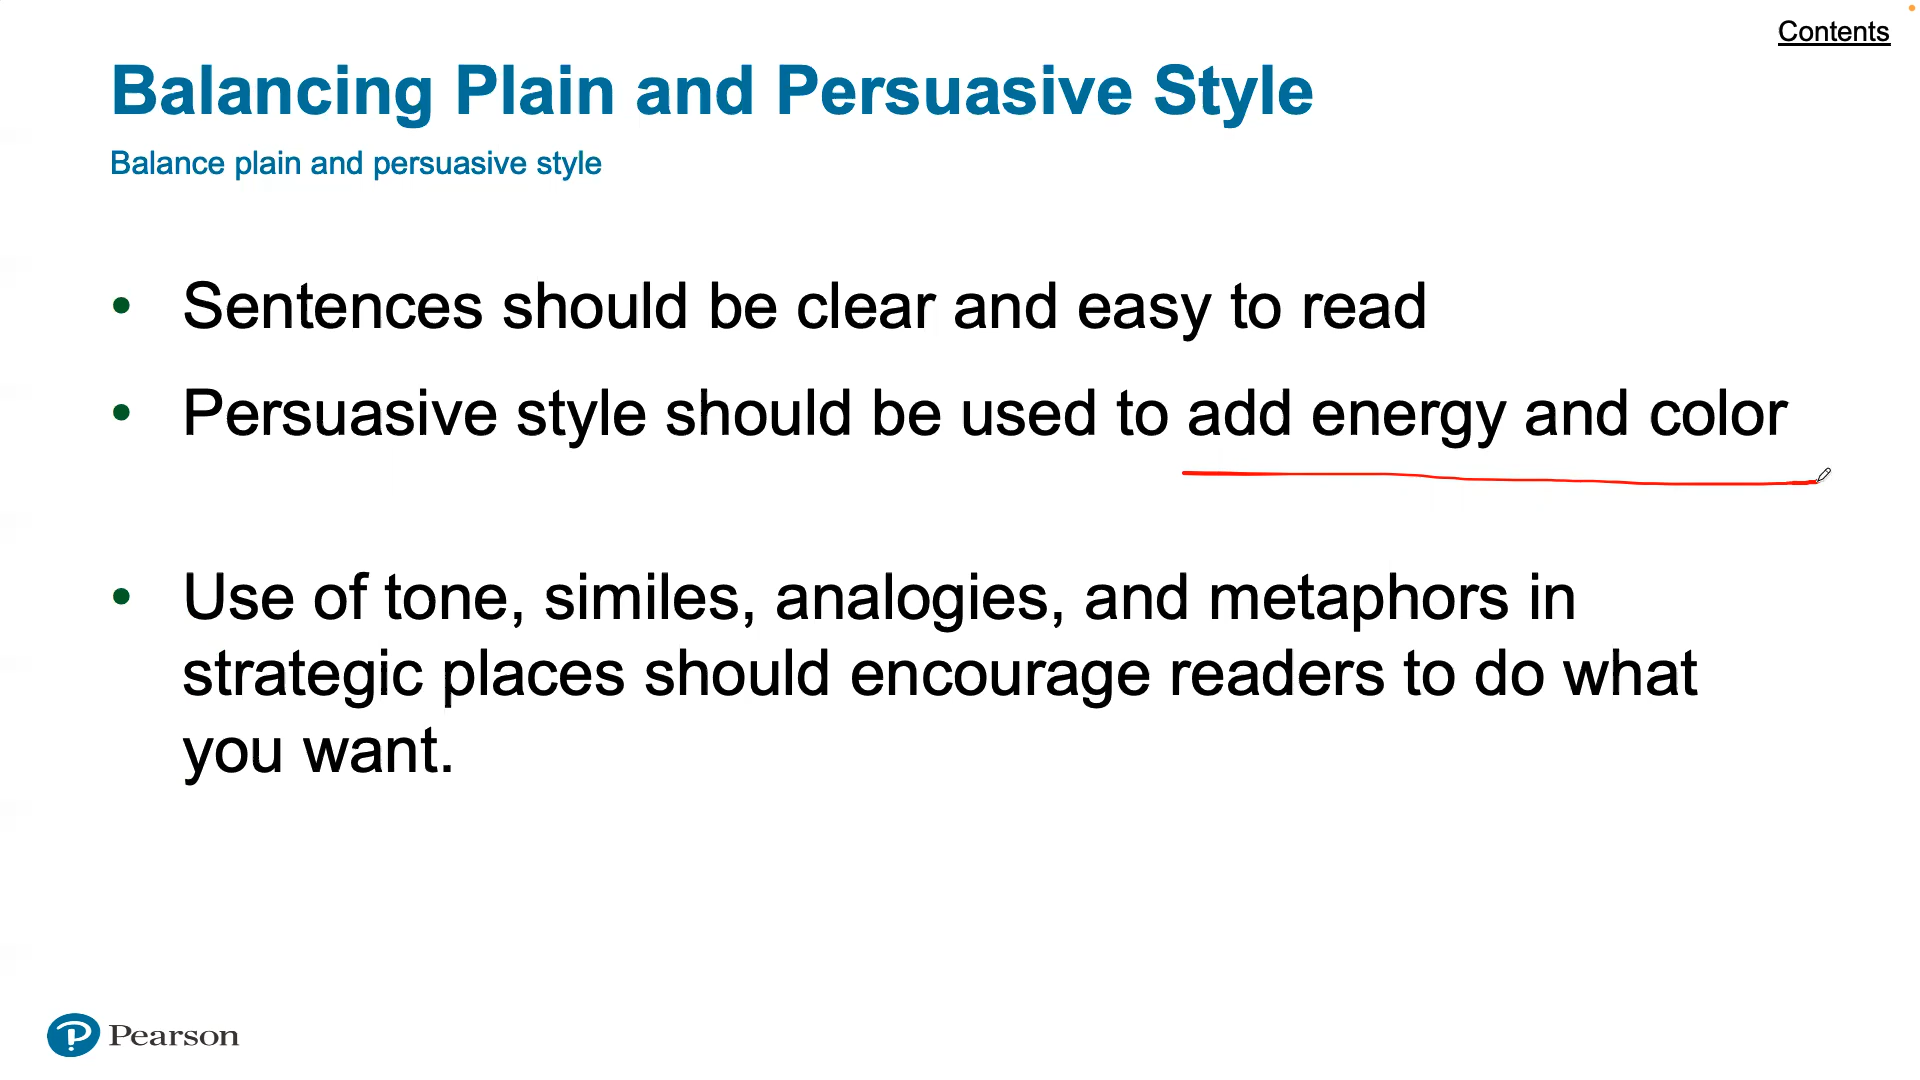 Contents
Balancing Plain and Persuasive Style
Balance plain and persuasive style
• Sentences should be clear and easy to read
• Persuasive style should be used to add energy and color
• Use of tone, similes, analogies, and metaphors in
strategic places should encourage readers to do what
you want.
Pearson